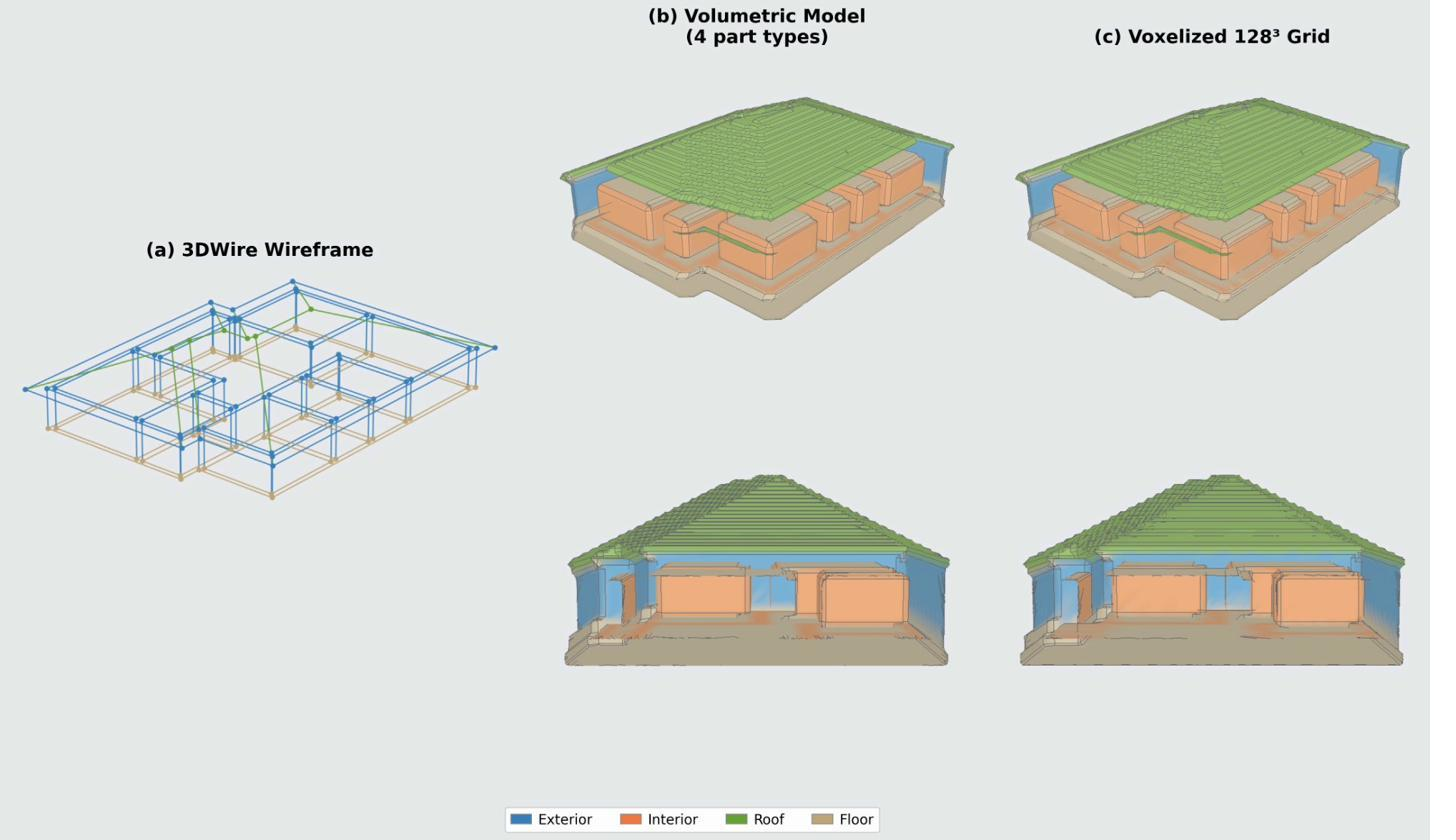 (b) Volumetric Model
(4 part types)
(c) Voxelized 128³ Grid
(a) 3DWire Wireframe
Exterior
Interior
Roof
Floor